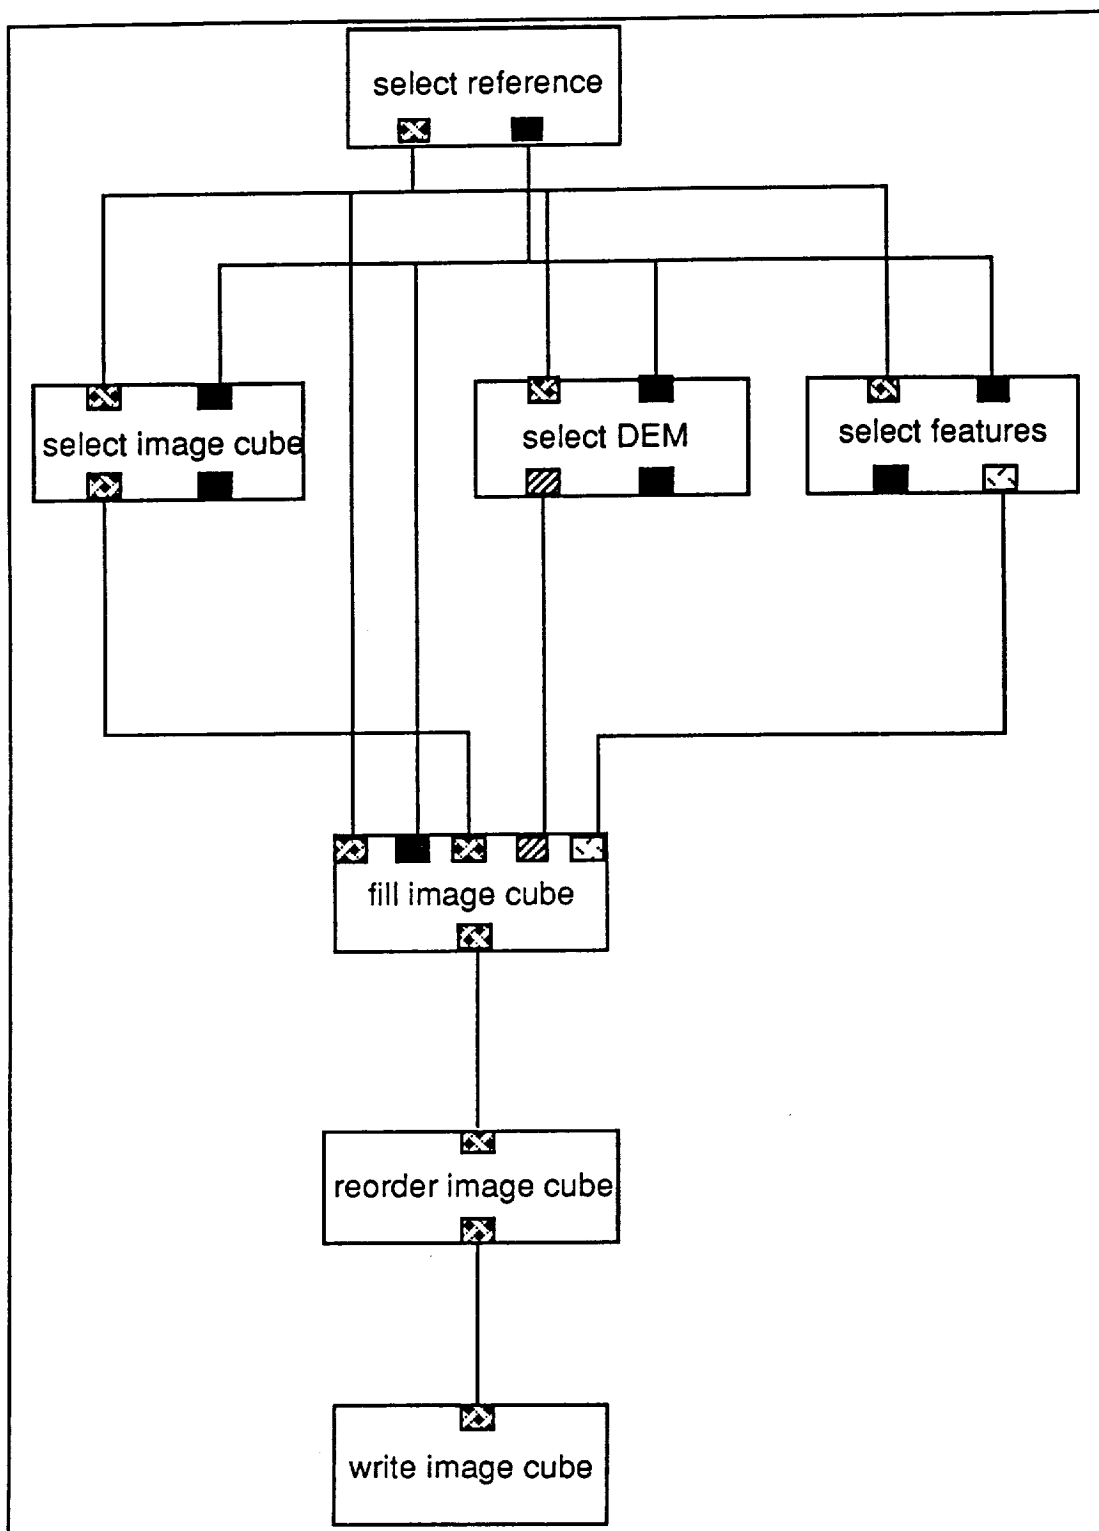 select reference
select image cube
select DEM
select features
fill image cube
reorder image cube
write image cube